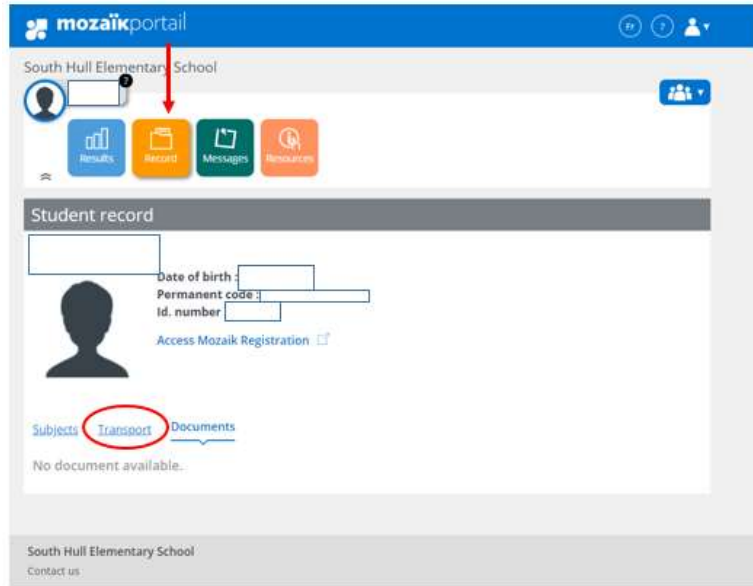 mozaïkportail
Fr ?
South Hull Elementary School
?
Results Record Messages Resources
Student record
Date of birth :
Permanent code :
Id. number
Access Mozaik Registration
Subjects Transport Documents
No document available.
South Hull Elementary School
Contact us